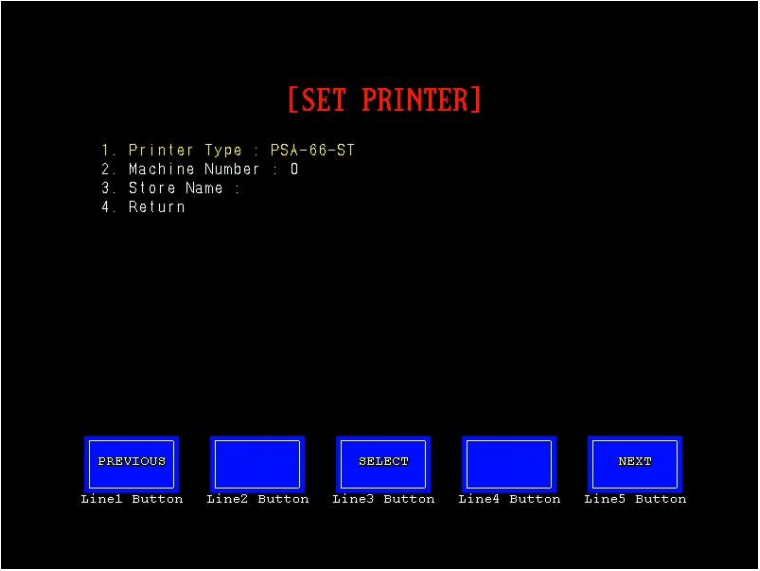 [SET PRINTER]
1. Printer Type : PSA-66-ST
2. Machine Number : 0
3. Store Name :
4. Return
PREVIOUS SELECT NEXT
Line1 Button Line2 Button Line3 Button Line4 Button Line5 Button